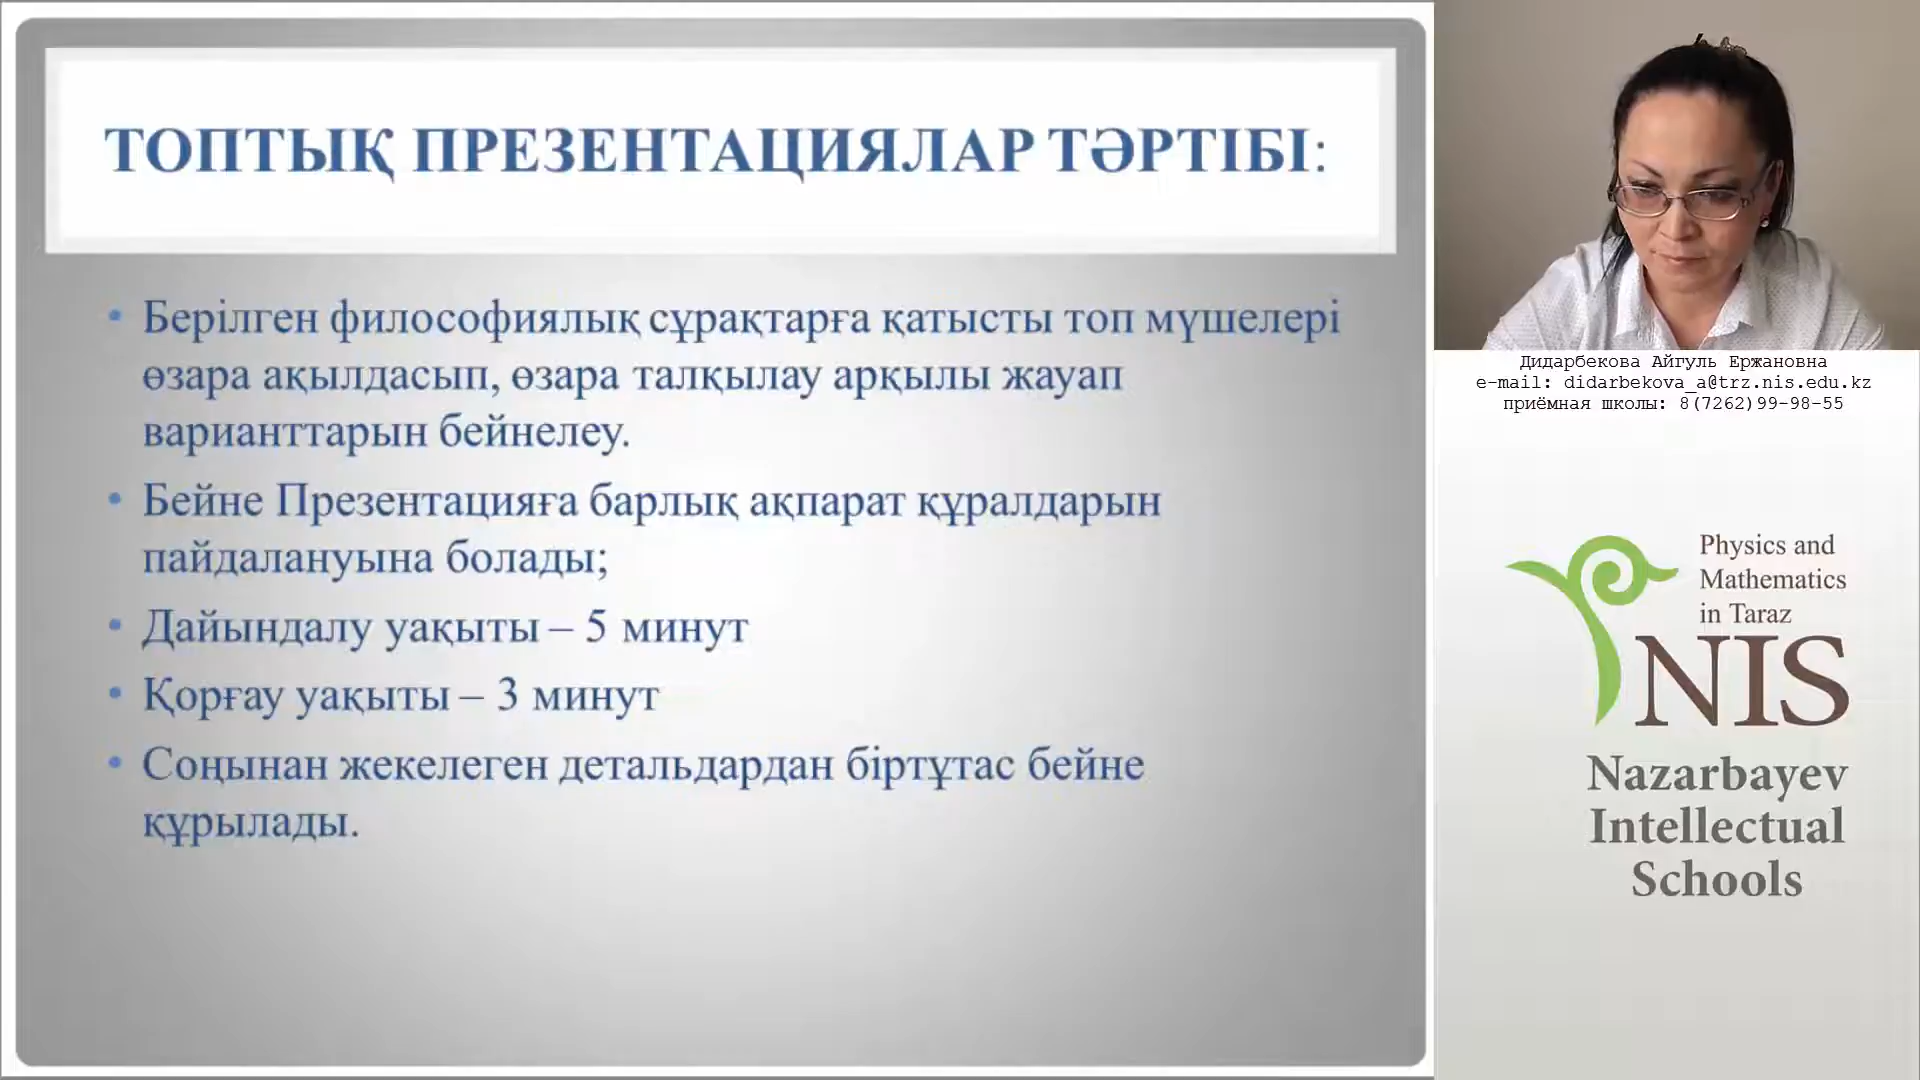 ТОПТЫҚ ПРЕЗЕНТАЦИЯЛАР ТӘРТІБІ:
• Берілген философиялық сұрақтарға қатысты топ мүшелері
өзара ақылдасып, өзара талқылау арқылы жауап
варианттарын бейнелеу.
• Бейне Презентацияға барлық ақпарат құралдарын
пайдалануына болады;
• Дайындалу уақыты – 5 минут
• Қорғау уақыты – 3 минут
• Соңынан жекелеген детальдардан біртұтас бейне
құрылады.
Дидарбекова Айгуль Ержановна
e-mail: didarbekova_a@trz.nis.edu.kz
приёмная школы: 8(7262)99-98-55
Physics and
Mathematics
in Taraz
NIS
Nazarbayev
Intellectual
Schools